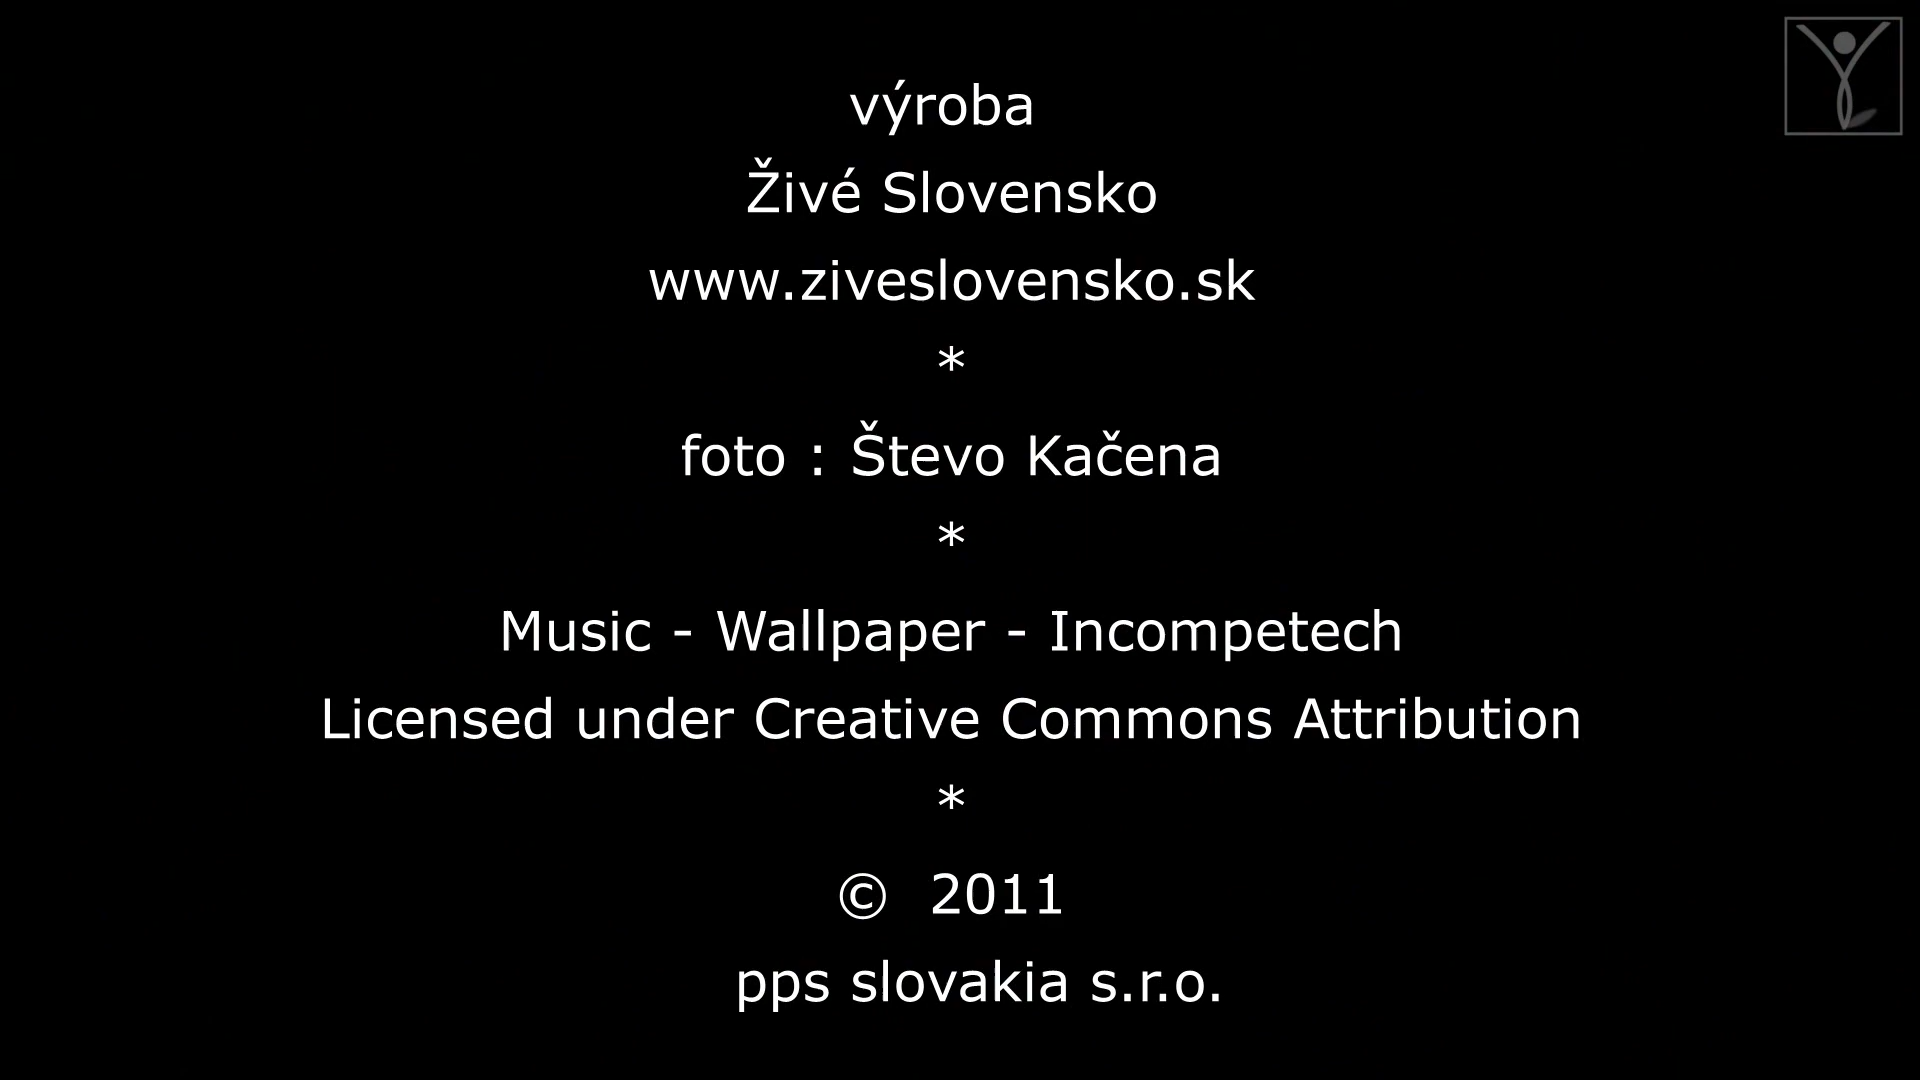 výroba
Živé Slovensko
www.ziveslovensko.sk
*
foto : Števo Kačena
*
Music - Wallpaper - Incompetech
Licensed under Creative Commons Attribution
*
© 2011
pps slovakia s.r.o.